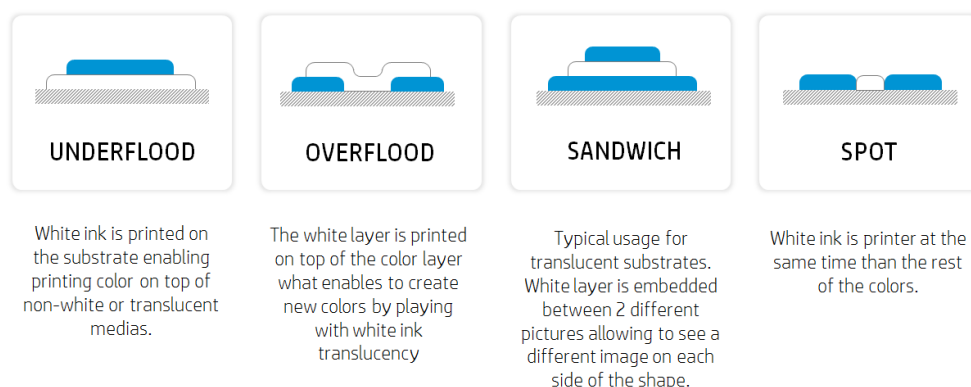 UNDERFLOOD
White ink is printed on
the substrate enabling
printing color on top of
non-white or translucent
medias.
OVERFLOOD
The white layer is printed
on top of the color layer
what enables to create
new colors by playing
with white ink
translucency
SANDWICH
Typical usage for
translucent substrates.
White layer is embedded
between 2 different
pictures allowing to see a
different image on each
side of the shape.
SPOT
White ink is printer at the
same time than the rest
of the colors.